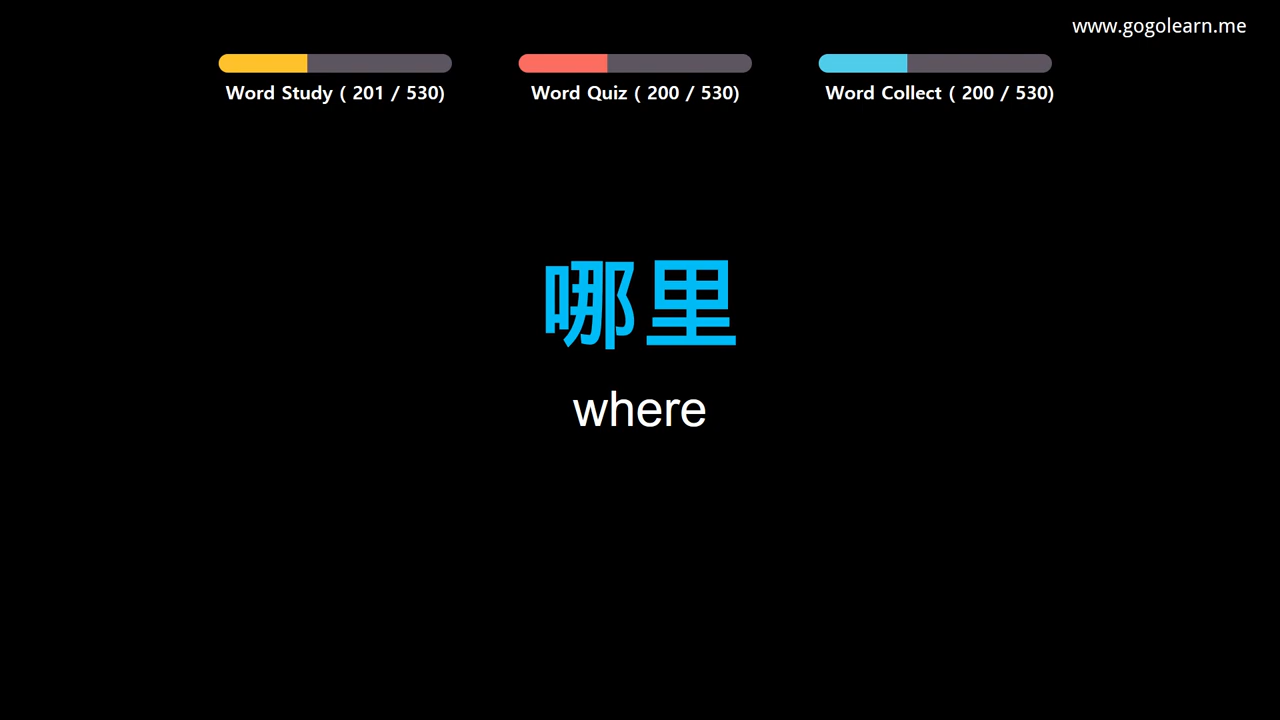 www.gogolearn.me
Word Study ( 201 / 530)
Word Quiz ( 200 / 530)
Word Collect ( 200 / 530)
哪里
where